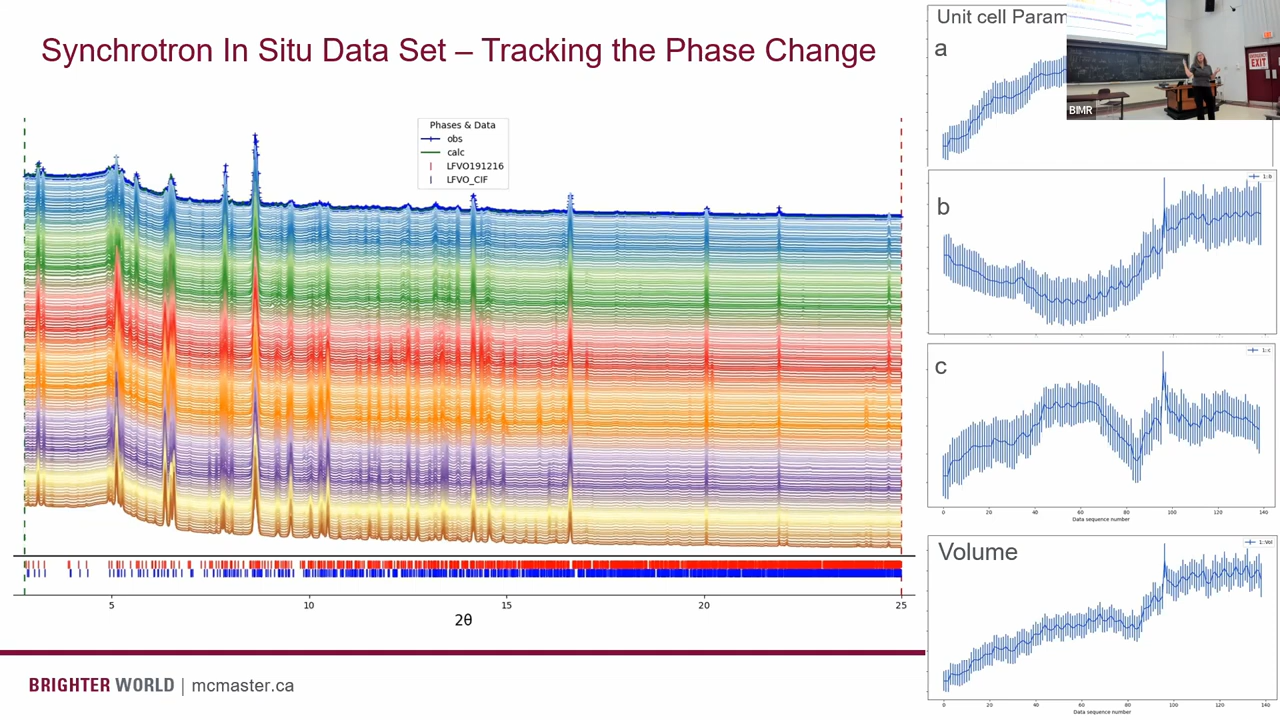 Synchrotron In Situ Data Set – Tracking the Phase Change
Phases & Data
obs
calc
LFVO191216
LFVO_CIF
5
10
15
20
25
2θ
BRIGHTER WORLD | mcmaster.ca
Unit cell Param
a
BIMR
EXIT
b
1::b
c
1::c
0
20
40
60
80
100
120
140
Data sequence number
Volume
1::Vol
0
20
40
60
80
100
120
140
Data sequence number